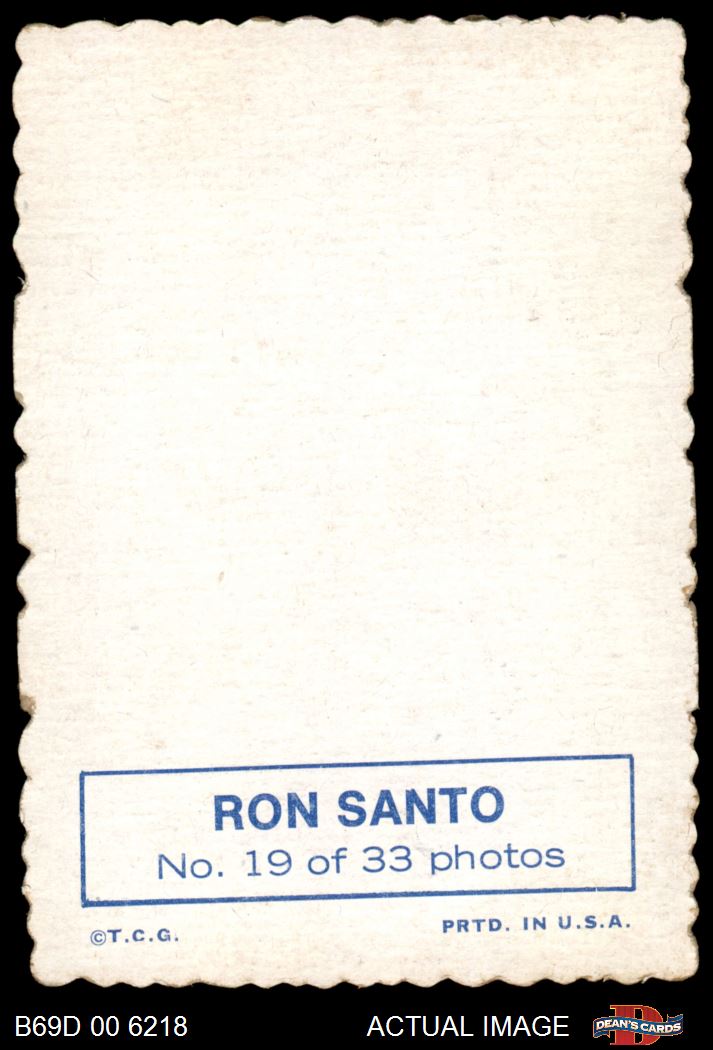 RON SANTO
No. 19 of 33 photos
©T.C.G.
PRTD. IN U.S.A.
B69D 00 6218
ACTUAL IMAGE
D
DEAN'S CARDS